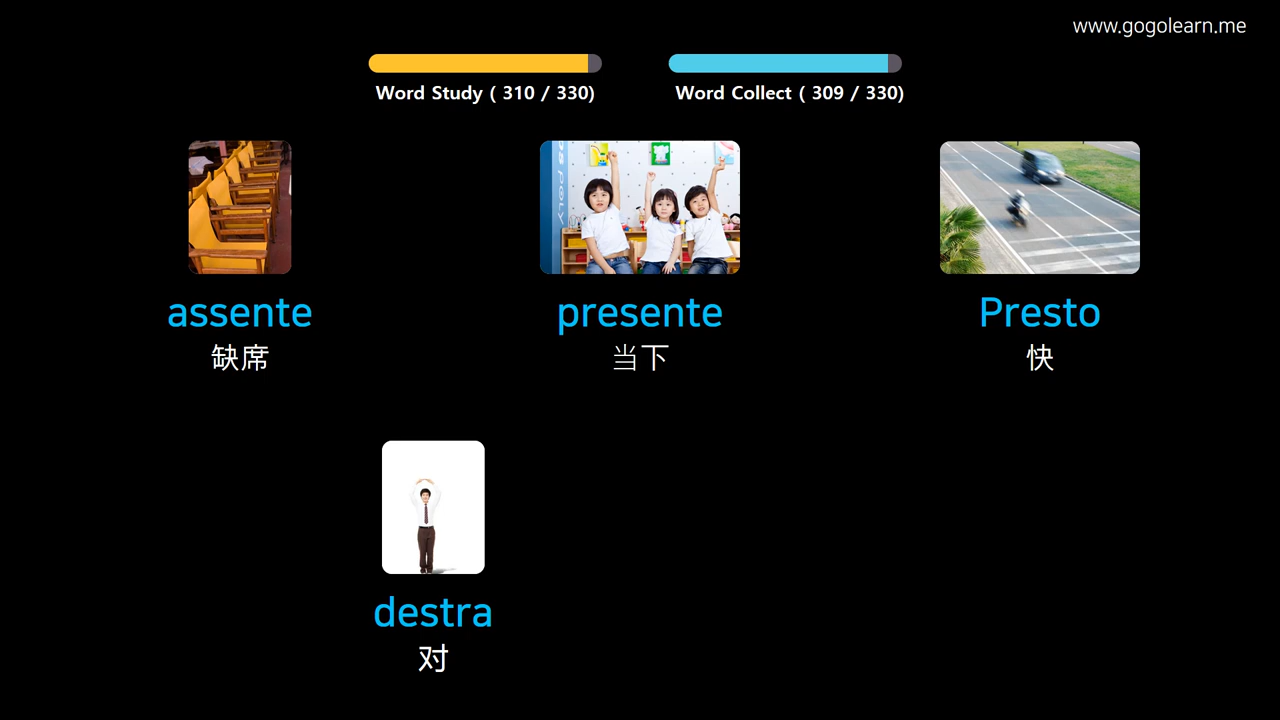 www.gogolearn.me
Word Study ( 310 / 330)
Word Collect ( 309 / 330)
assente
缺席
presente
当下
Presto
快
destra
对